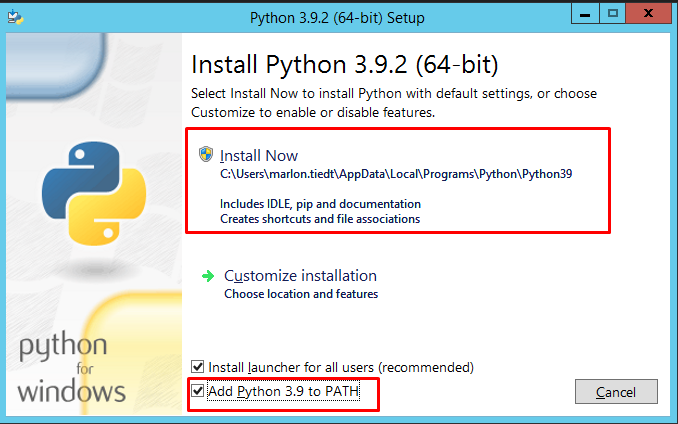 Python 3.9.2 (64-bit) Setup
Install Python 3.9.2 (64-bit)
Select Install Now to install Python with default settings, or choose
Customize to enable or disable features.
Install Now
C:\Users\marlon.tiedt\AppData\Local\Programs\Python\Python39
Includes IDLE, pip and documentation
Creates shortcuts and file associations
Customize installation
Choose location and features
python
for
windows
Install launcher for all users (recommended)
Add Python 3.9 to PATH
Cancel